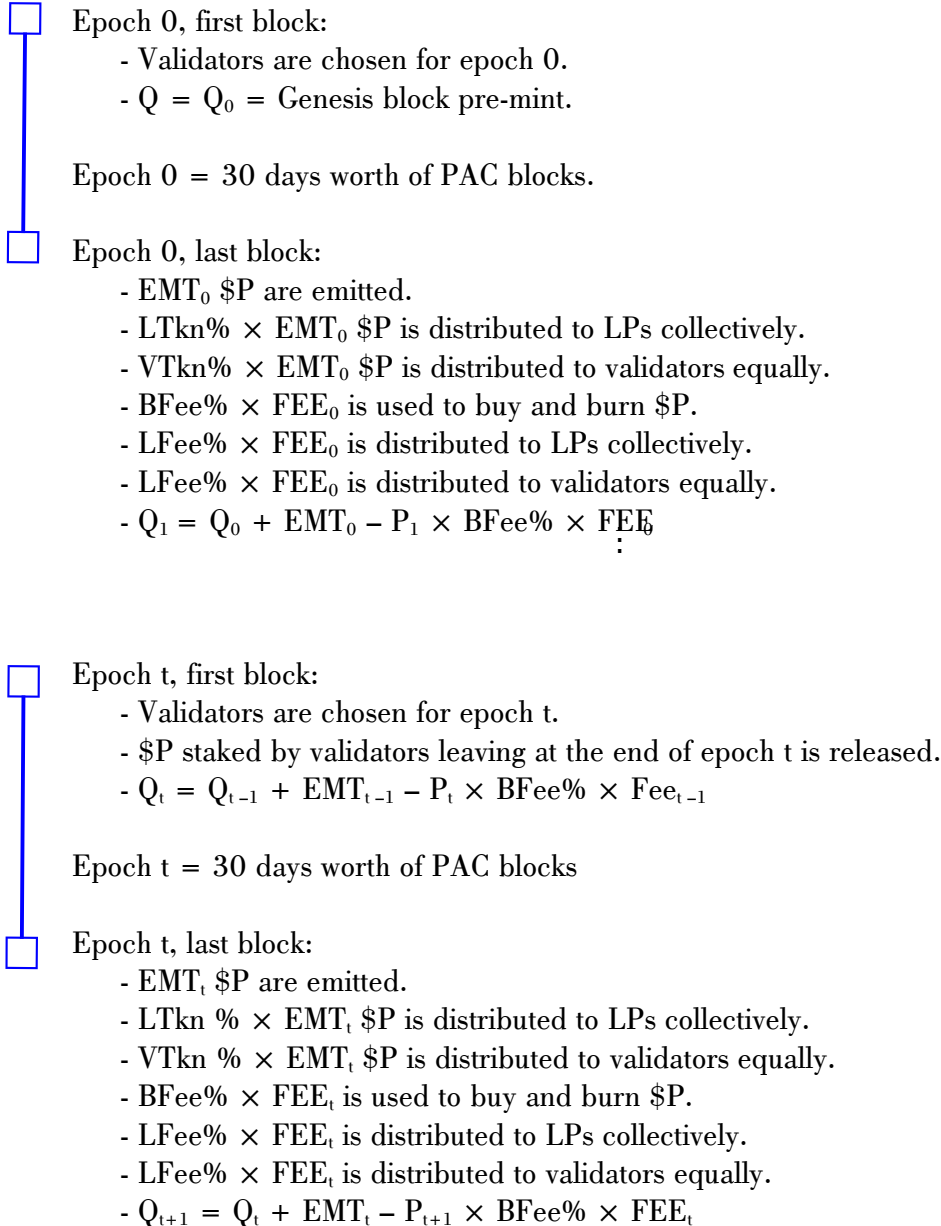 Epoch 0, first block:
- Validators are chosen for epoch 0.
- Q = Q₀ = Genesis block pre-mint.
Epoch 0 = 30 days worth of PAC blocks.
Epoch 0, last block:
- EMT₀ $P are emitted.
- LTkn% × EMT₀ $P is distributed to LPs collectively.
- VTkn% × EMT₀ $P is distributed to validators equally.
- BFee% × FEE₀ is used to buy and burn $P.
- LFee% × FEE₀ is distributed to LPs collectively.
- LFee% × FEE₀ is distributed to validators equally.
- Q₁ = Q₀ + EMT₀ – P₁ × BFee% × FEE₀
⋮
Epoch t, first block:
- Validators are chosen for epoch t.
- $P staked by validators leaving at the end of epoch t is released.
- Qₜ = Qₜ₋₁ + EMTₜ₋₁ – Pₜ × BFee% × Feeₜ₋₁
Epoch t = 30 days worth of PAC blocks
Epoch t, last block:
- EMTₜ $P are emitted.
- LTkn % × EMTₜ $P is distributed to LPs collectively.
- VTkn % × EMTₜ $P is distributed to validators equally.
- BFee% × FEEₜ is used to buy and burn $P.
- LFee% × FEEₜ is distributed to LPs collectively.
- LFee% × FEEₜ is distributed to validators equally.
- Qₜ₊₁ = Qₜ + EMTₜ – Pₜ₊₁ × BFee% × FEEₜ